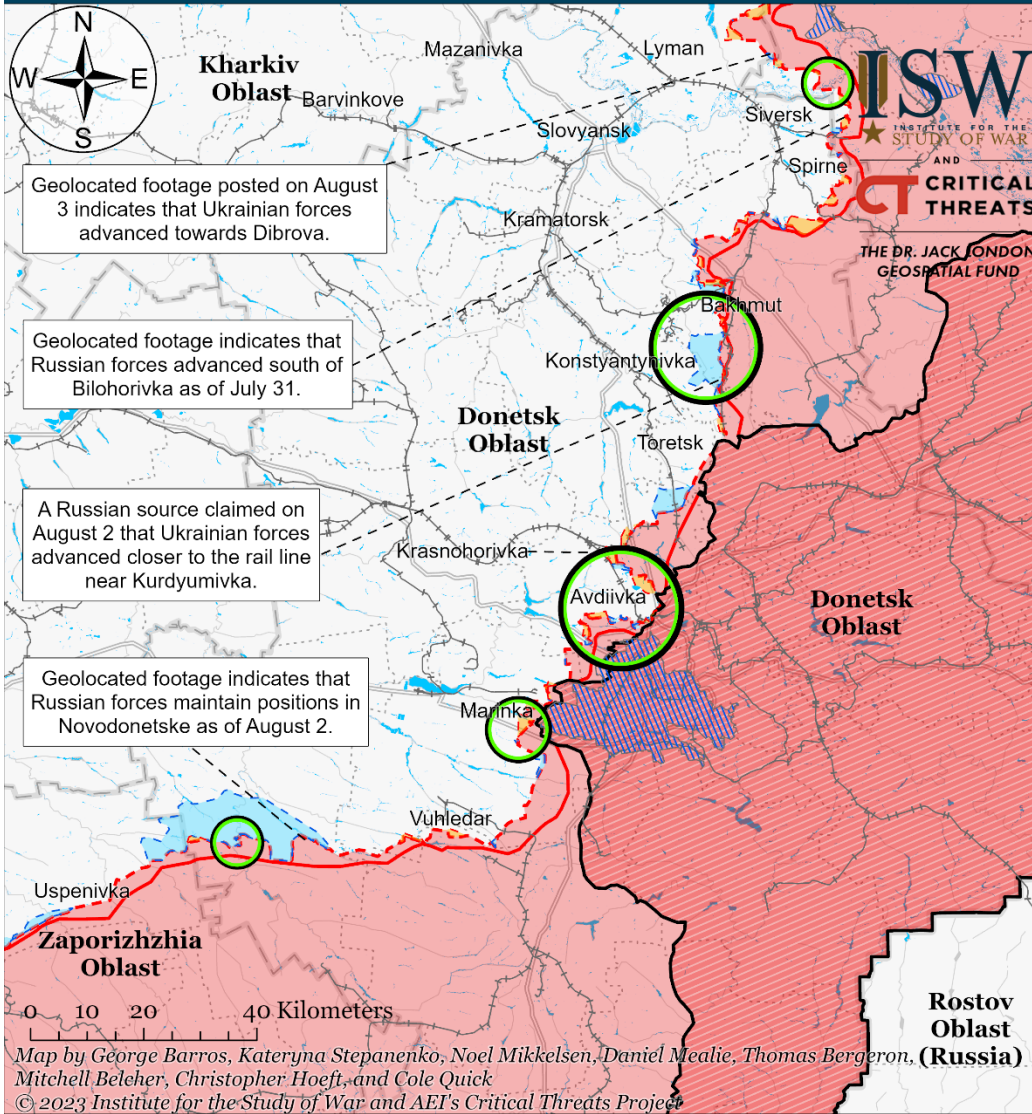 N
W
E
S
Kharkiv
Oblast
Mazanivka
Lyman
Barvinkove
Slovyansk
Siversk
ISW
INSTITUTE FOR THE
STUDY OF WAR
AND
CT CRITICAL
THREATS
THE DR. JACK LONDON
GEOSPATIAL FUND
Spirne
Geolocated footage posted on August
3 indicates that Ukrainian forces
advanced towards Dibrova.
Kramatorsk
Bakhmut
Geolocated footage indicates that
Russian forces advanced south of
Bilohorivka as of July 31.
Konstyantynivka
Donetsk
Oblast
Toretsk
A Russian source claimed on
August 2 that Ukrainian forces
advanced closer to the rail line
near Kurdyumivka.
Krasnohorivka
Avdiivka
Donetsk
Oblast
Geolocated footage indicates that
Russian forces maintain positions in
Novodonetske as of August 2.
Marinka
Vuhledar
Uspenivka
Zaporizhzhia
Oblast
0 10 20 40 Kilometers
Rostov
Oblast
(Russia)
Map by George Barros, Kateryna Stepanenko, Noel Mikkelsen, Daniel Mealie, Thomas Bergeron,
Mitchell Belcher, Christopher Hoeft, and Cole Quick
© 2023 Institute for the Study of War and AEI's Critical Threats Project